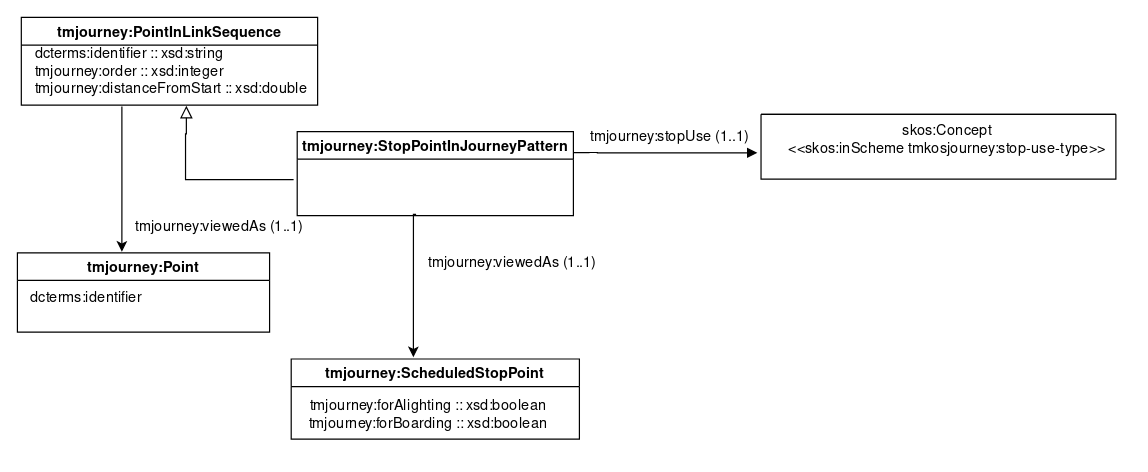 tmjourney:PointInLinkSequence
dcterms:identifier :: xsd:string
tmjourney:order :: xsd:integer
tmjourney:distanceFromStart :: xsd:double
tmjourney:StopPointInJourneyPattern
tmjourney:stopUse (1..1)
skos:Concept
<<skos:inScheme tmkosjourney:stop-use-type>>
tmjourney:viewedAs (1..1)
tmjourney:Point
dcterms:identifier
tmjourney:viewedAs (1..1)
tmjourney:ScheduledStopPoint
tmjourney:forAlighting :: xsd:boolean
tmjourney:forBoarding :: xsd:boolean